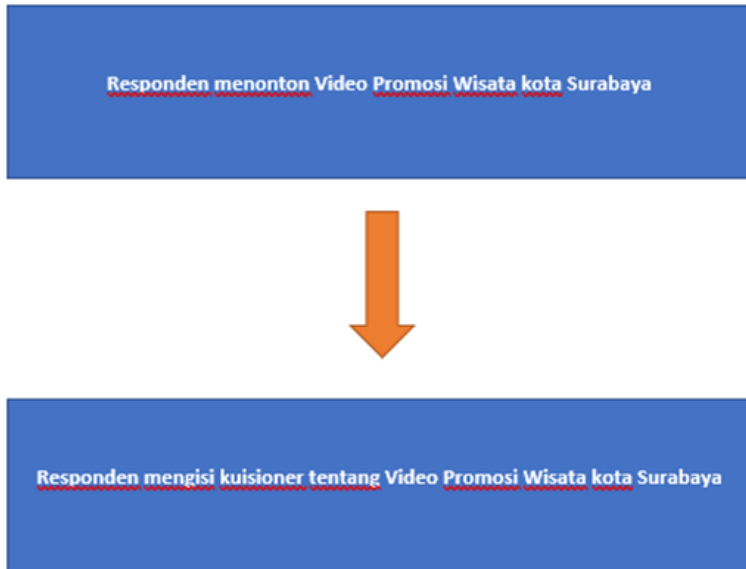 Responden menonton Video Promosi Wisata kota Surabaya
Responden mengisi kuisioner tentang Video Promosi Wisata kota Surabaya